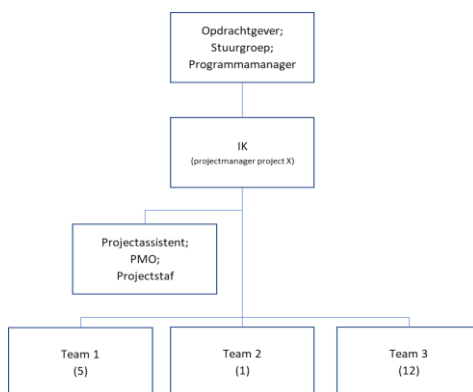 Opdrachtgever;
Stuurgroep;
Programmamanager
IK
(projectmanager project X)
Projectassistent;
PMO;
Projectstaf
Team 1
(5)
Team 2
(1)
Team 3
(12)